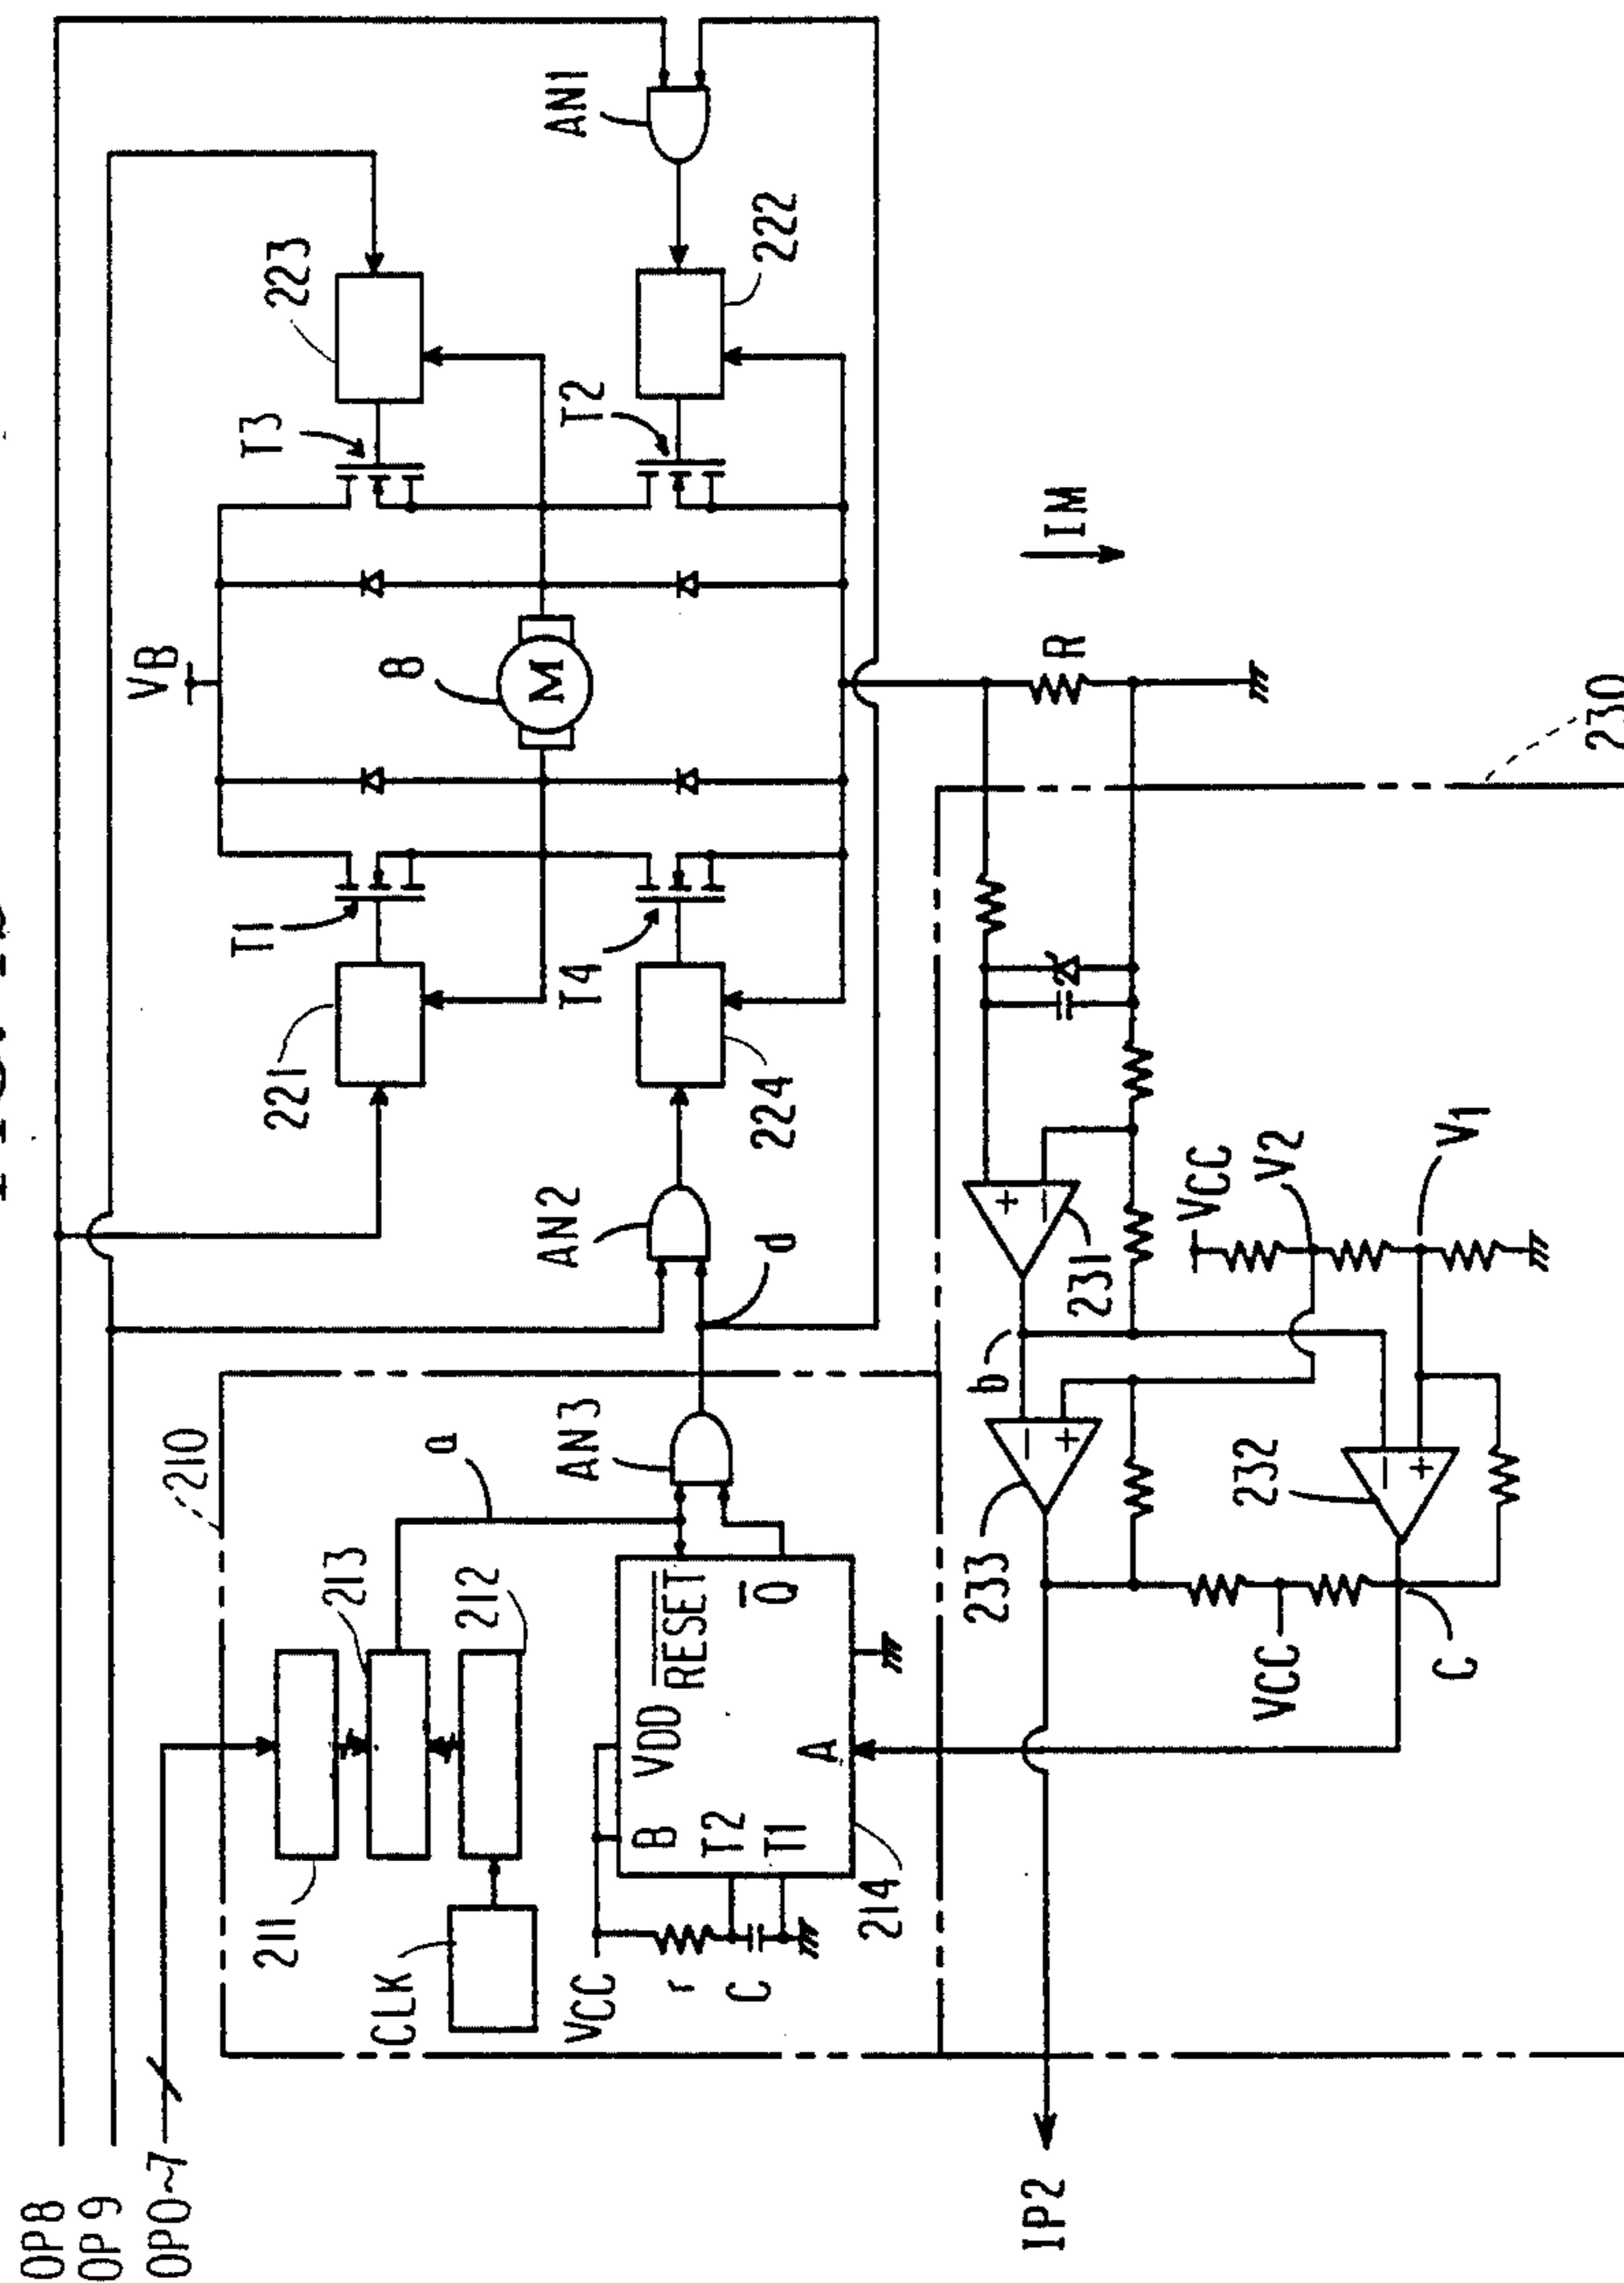 OP8
OP9
OP0~7
VB
8
M
T1
T3
T4
T2
221
223
224
222
AN1
AN2
d
210
a
AN3
211
213
212
CLK
VCC
r
C
B
VDD
RESET
T2
T1
A
Q
214
IM
R
230
231
b
VCC
V2
V1
233
232
VCC
C
IP2
+
−
−
+
−
+